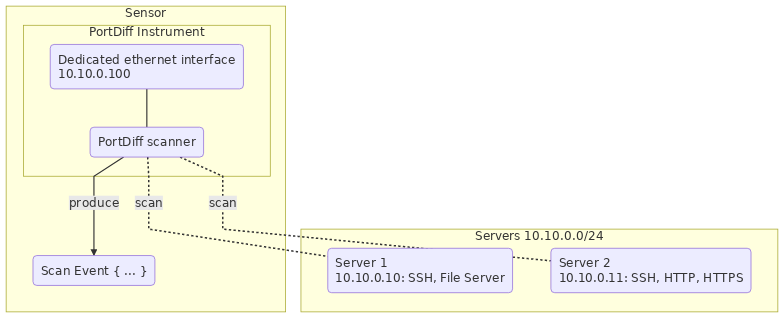 Sensor
PortDiff Instrument
Dedicated ethernet interface
10.10.0.100
PortDiff scanner
produce
scan
scan
Servers 10.10.0.0/24
Scan Event { ... }
Server 1
10.10.0.10: SSH, File Server
Server 2
10.10.0.11: SSH, HTTP, HTTPS